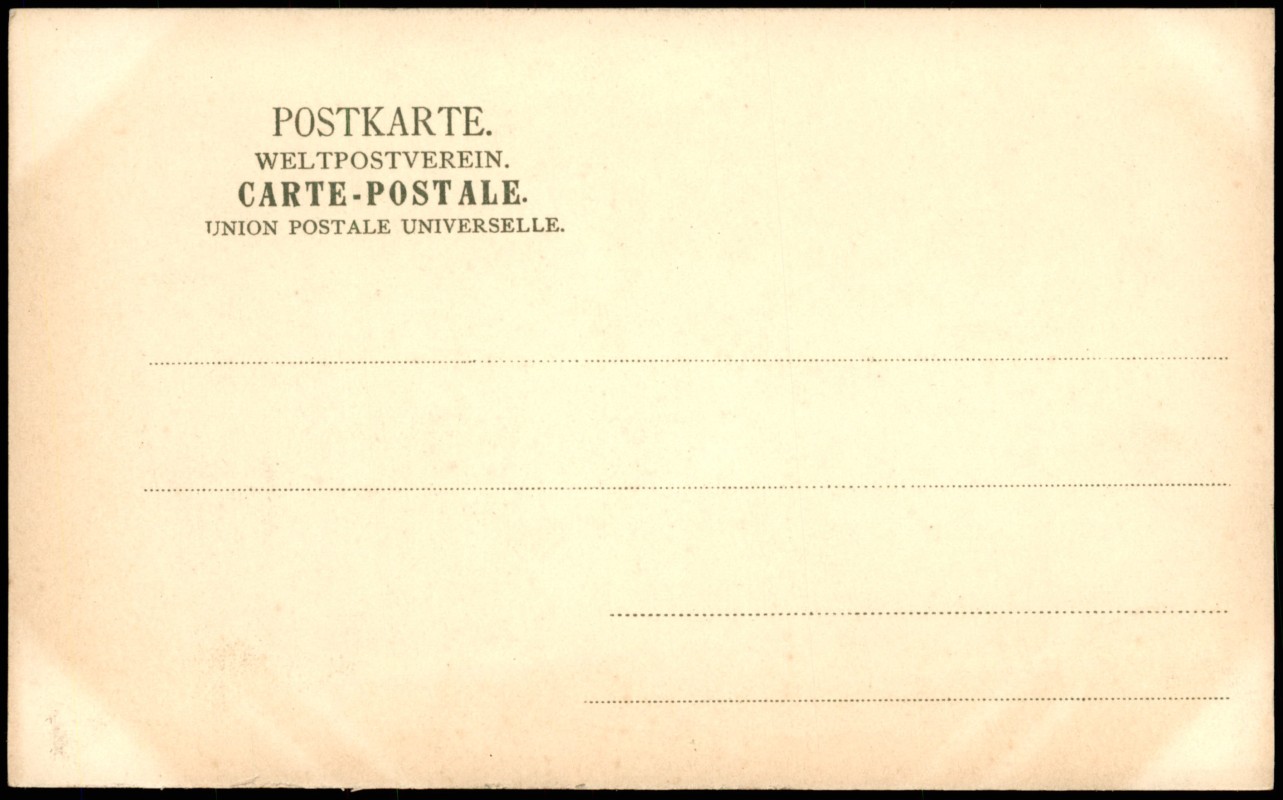 POSTKARTE.
WELTPOSTVEREIN.
CARTE-POSTALE.
UNION POSTALE UNIVERSELLE.